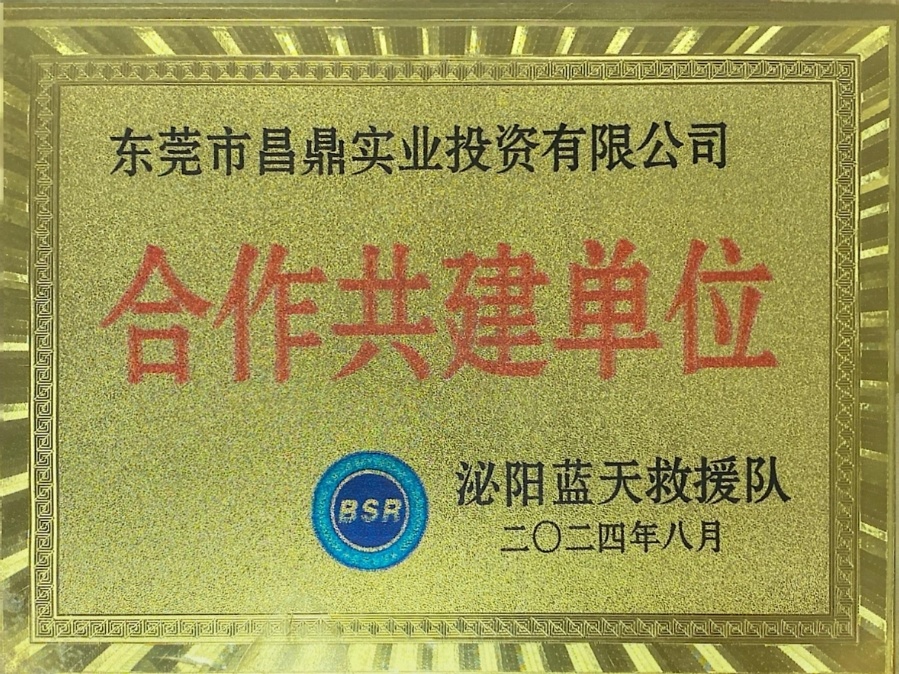 东莞市昌鼎实业投资有限公司
合作共建单位
BSR
泌阳蓝天救援队
二〇二四年八月